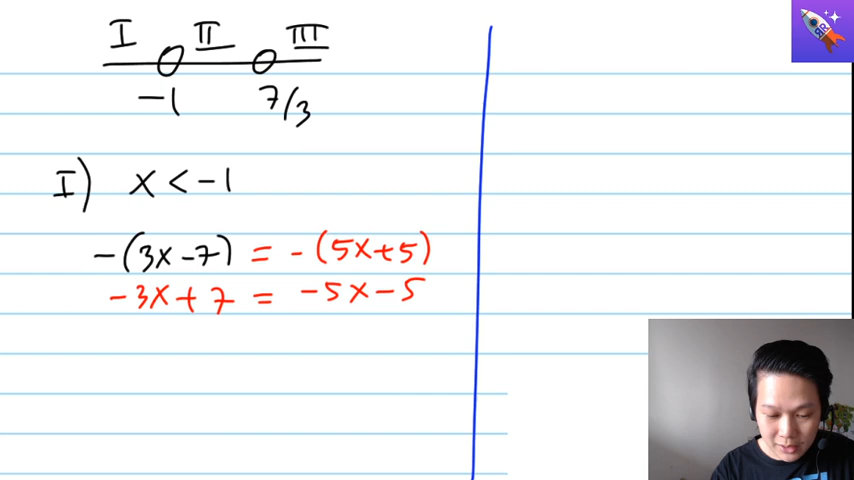 I II III
-1 7/3
I) x < -1
-(3x-7) = -(5x+5)
-3x+7 = -5x-5